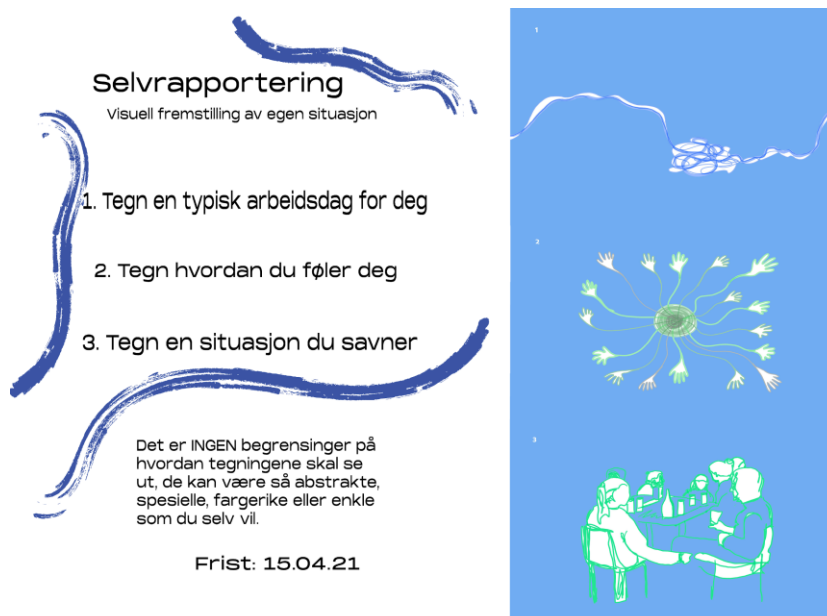 Selvrapportering
Visuell fremstilling av egen situasjon
1. Tegn en typisk arbeidsdag for deg
2. Tegn hvordan du føler deg
3. Tegn en situasjon du savner
Det er INGEN begrensinger på
hvordan tegningene skal se
ut, de kan være så abstrakte,
spesielle, fargerike eller enkle
som du selv vil.
Frist: 15.04.21
1
2
3